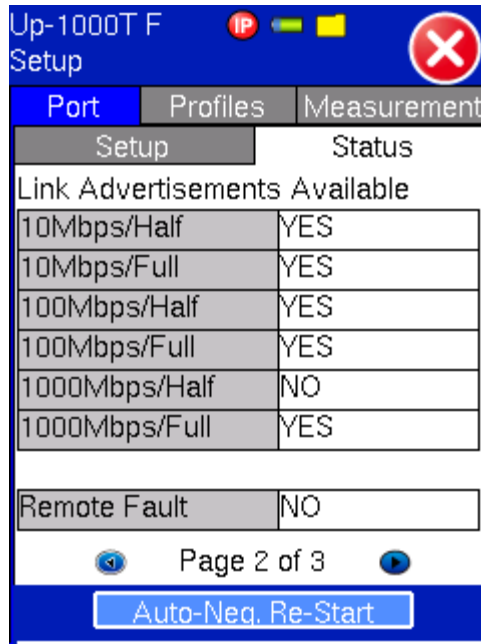 Up-1000T F IP
Setup
Port Profiles Measurement
Setup Status
Link Advertisements Available
10Mbps/Half YES
10Mbps/Full YES
100Mbps/Half YES
100Mbps/Full YES
1000Mbps/Half NO
1000Mbps/Full YES
Remote Fault NO
Page 2 of 3
Auto-Neg. Re-Start